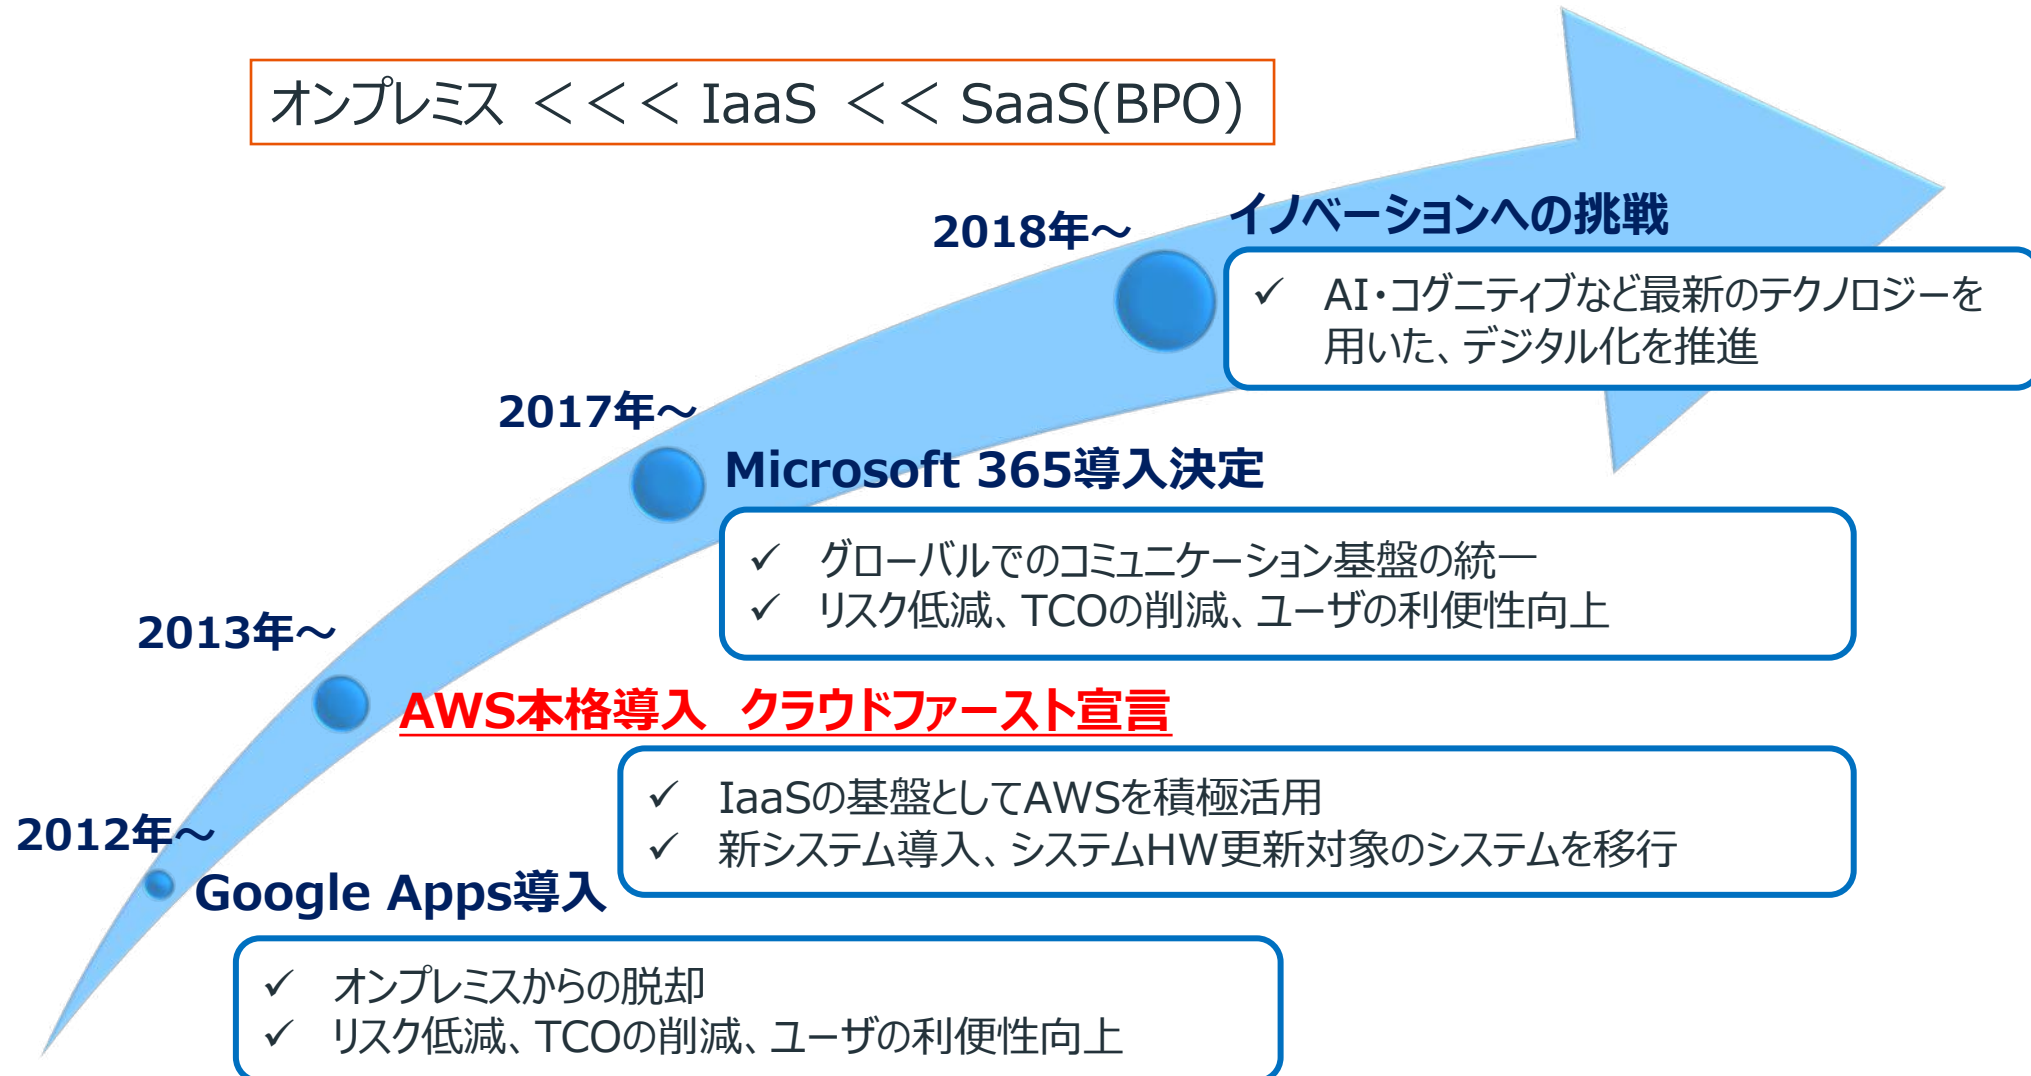 オンプレミス ＜＜＜ IaaS ＜＜ SaaS(BPO)
2018年～
イノベーションへの挑戦
✓ AI・コグニティブなど最新のテクノロジーを
用いた、デジタル化を推進
2017年～
Microsoft 365導入決定
✓ グローバルでのコミュニケーション基盤の統一
✓ リスク低減、TCOの削減、ユーザの利便性向上
2013年～
AWS本格導入　クラウドファースト宣言
✓ IaaSの基盤としてAWSを積極活用
✓ 新システム導入、システムHW更新対象のシステムを移行
2012年～
Google Apps導入
✓ オンプレミスからの脱却
✓ リスク低減、TCOの削減、ユーザの利便性向上